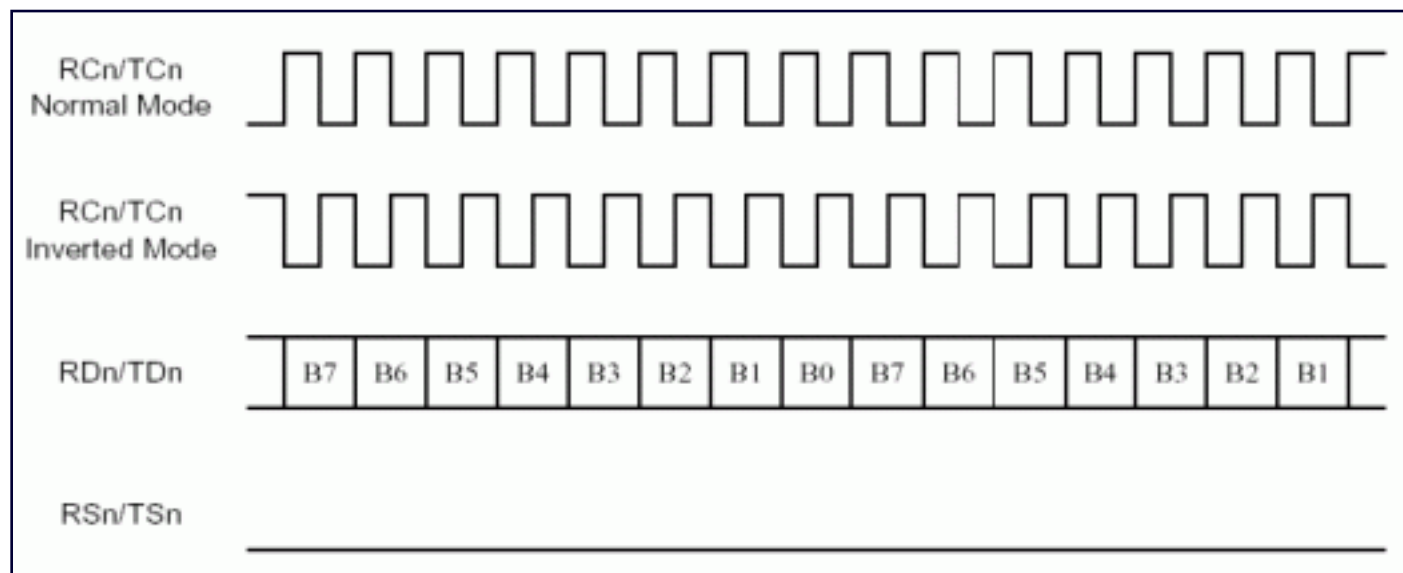 RCn/TCn
Normal Mode
RCn/TCn
Inverted Mode
RDn/TDn
B7 B6 B5 B4 B3 B2 B1 B0 B7 B6 B5 B4 B3 B2 B1
RSn/TSn